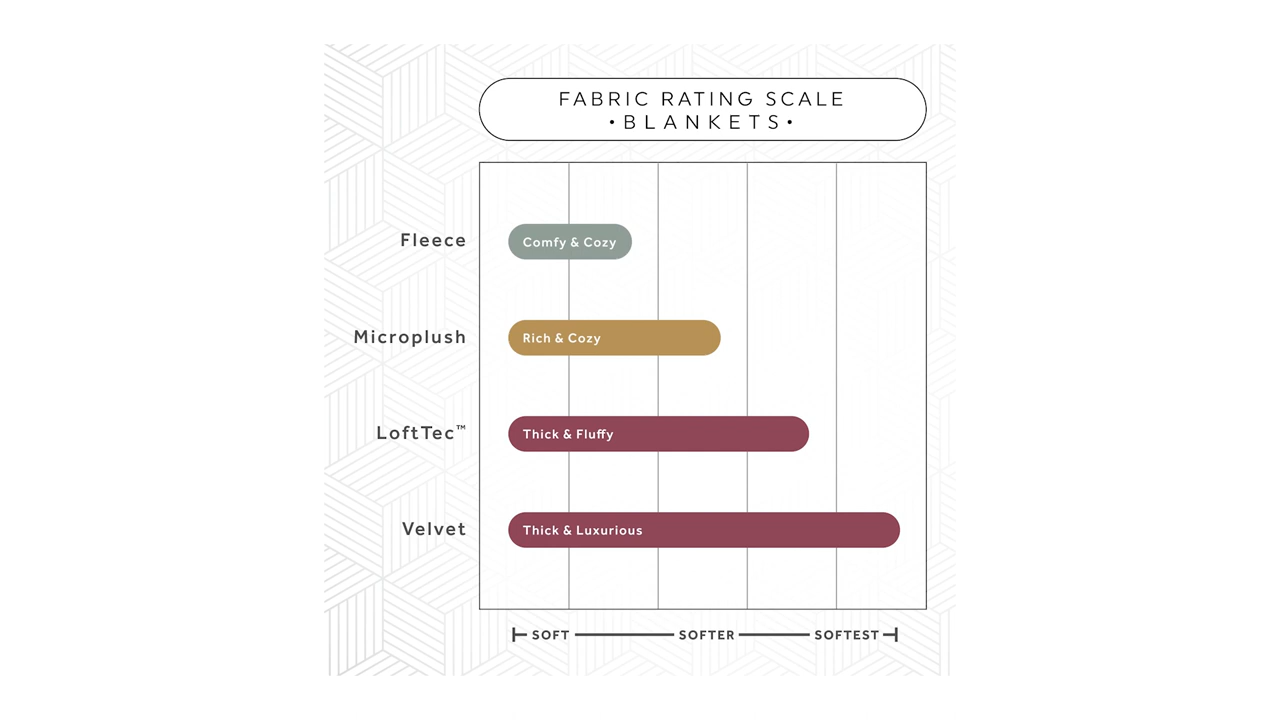 FABRIC RATING SCALE
•BLANKETS•
Fleece
Comfy & Cozy
Microplush
Rich & Cozy
LoftTec™
Thick & Fluffy
Velvet
Thick & Luxurious
SOFT SOFTER SOFTEST